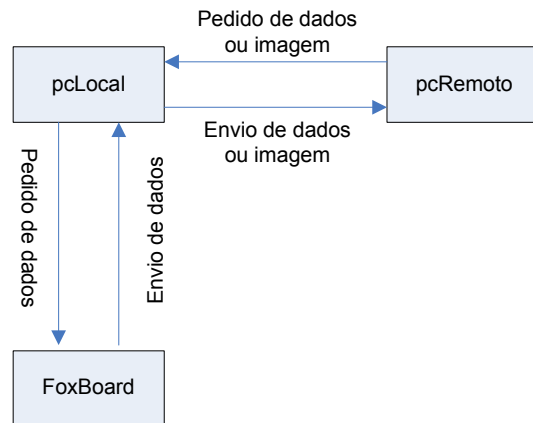 Pedido de dados
ou imagem
pcLocal
pcRemoto
Envio de dados
ou imagem
Pedido de dados
Envio de dados
FoxBoard